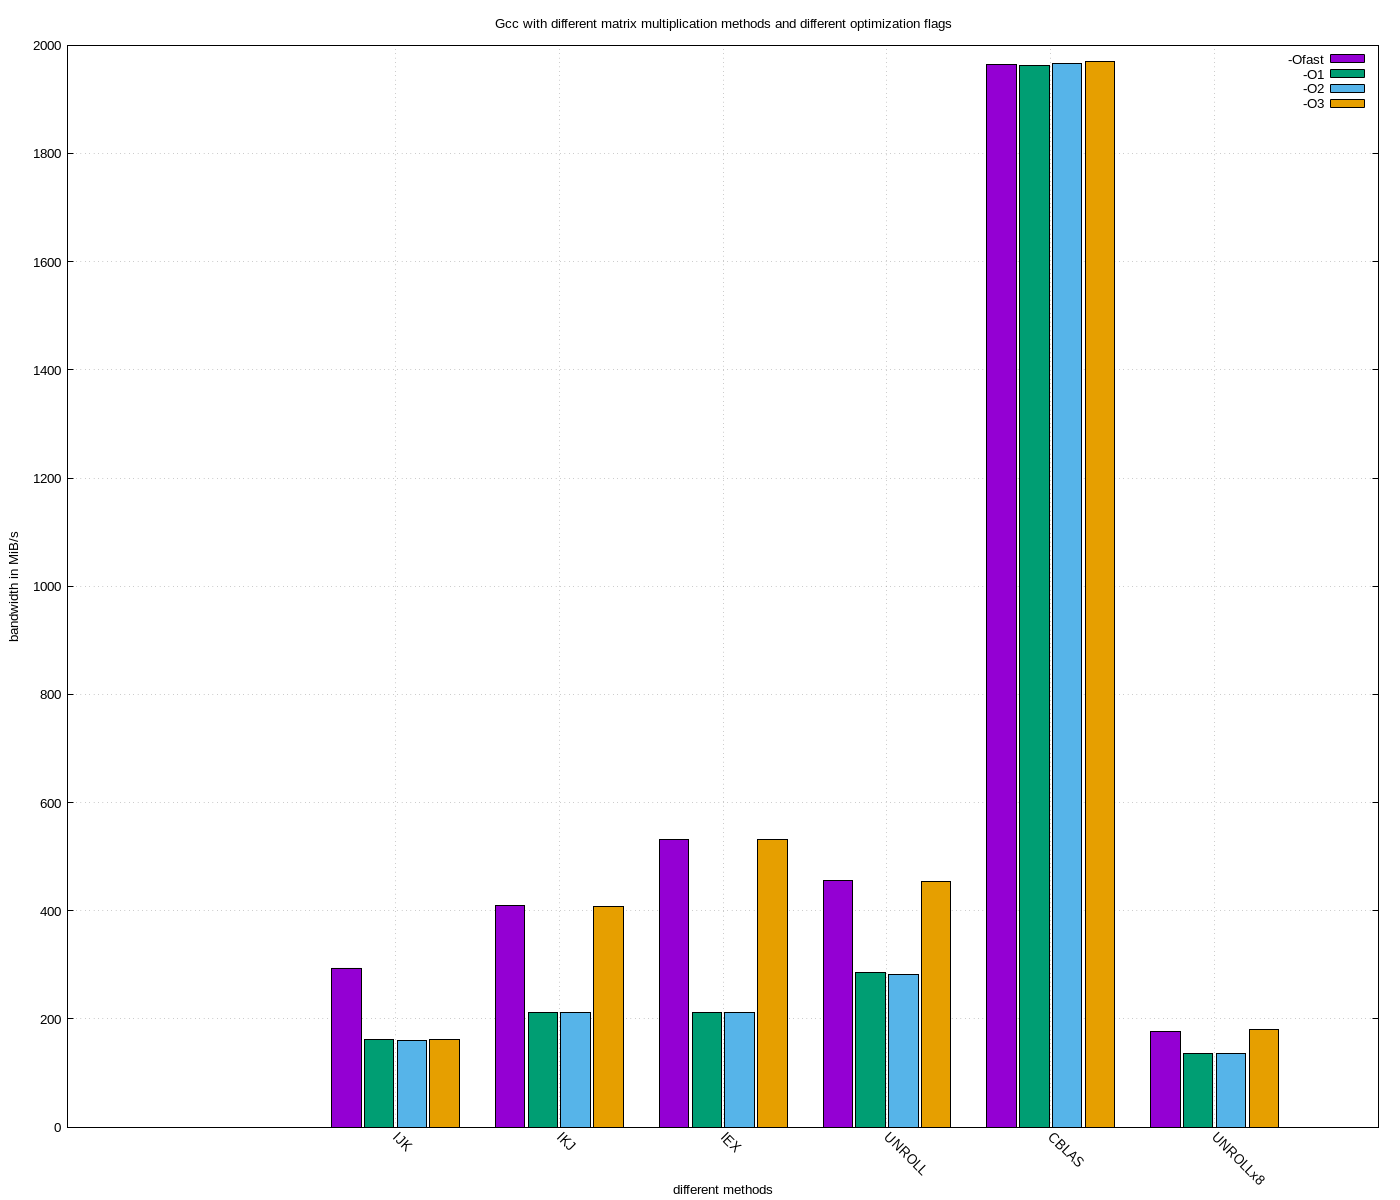 Gcc with different matrix multiplication methods and different optimization flags
-Ofast
-O1
-O2
-O3
2000
1800
1600
1400
1200
1000
800
600
400
200
0
bandwidth in MiB/s
IJK
IKJ
IEX
UNROLL
CBLAS
UNROLLx8
different methods